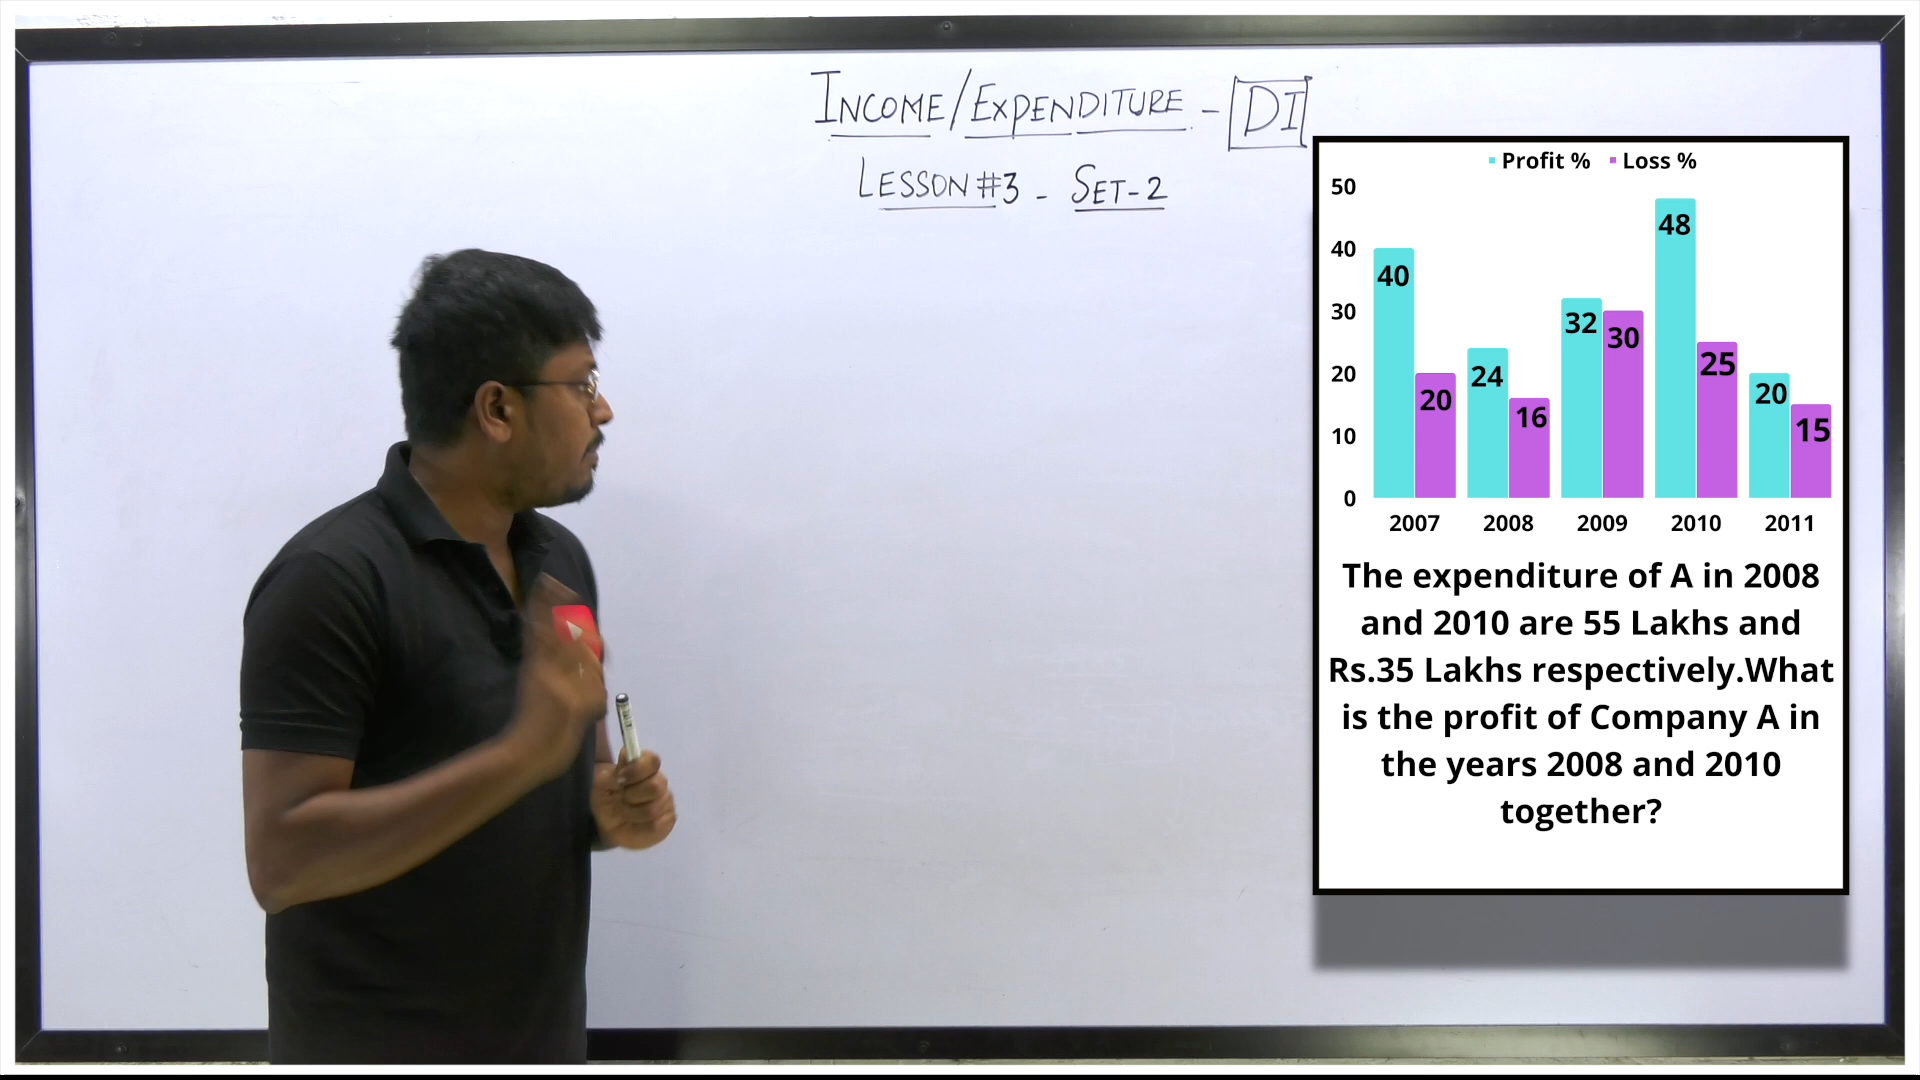 INCOME/EXPENDITURE - DI
LESSON #3 - SET-2
Profit % Loss %
50
40
30
20
10
0
40
20
24
16
32
30
48
25
20
15
2007 2008 2009 2010 2011
The expenditure of A in 2008
and 2010 are 55 Lakhs and
Rs.35 Lakhs respectively.What
is the profit of Company A in
the years 2008 and 2010
together?